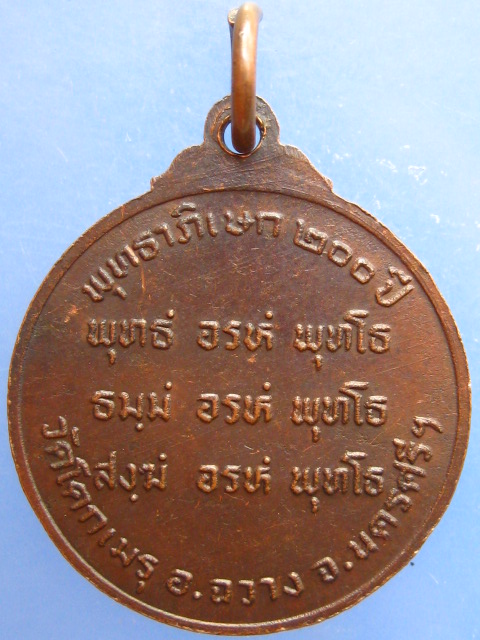 พุทธาภิเษก ๒๐๐ ปี
พุทธํ อรหํ พุทโธ
ธมฺมํ อรหํ พุทโธ
สํงฺฆํ อรหํ พุทโธ
วัดโคกเมรุ อ.ฉวาง จ.นครศรีฯ